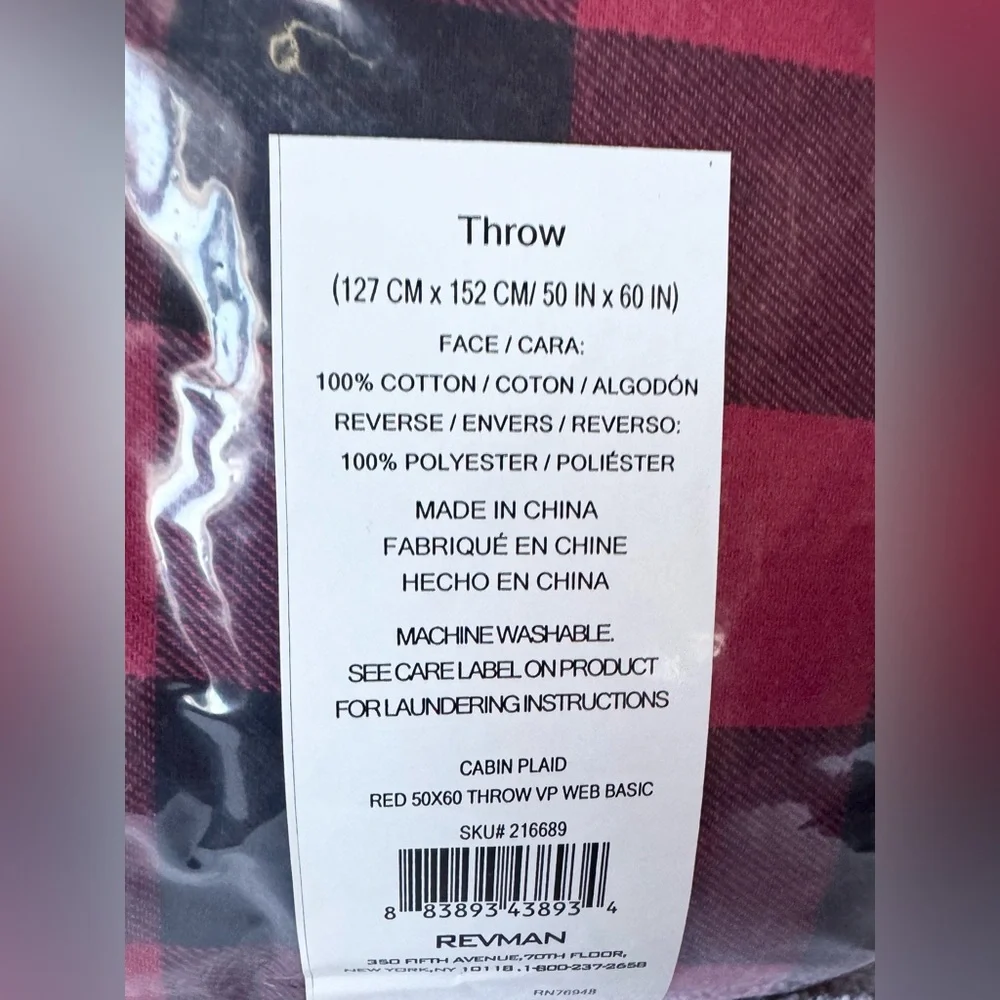 Throw
(127 CM x 152 CM/ 50 IN x 60 IN)
FACE / CARA:
100% COTTON / COTON / ALGODÓN
REVERSE / ENVERS / REVERSO:
100% POLYESTER / POLIÉSTER
MADE IN CHINA
FABRIQUÉ EN CHINE
HECHO EN CHINA
MACHINE WASHABLE.
SEE CARE LABEL ON PRODUCT
FOR LAUNDERING INSTRUCTIONS
CABIN PLAID
RED 50X60 THROW VP WEB BASIC
SKU# 216689
8 83893 43893 4
REVMAN
350 FIFTH AVENUE,70TH FLOOR,
NEW YORK,NY 10118 .1-800-237-2658
RN76948